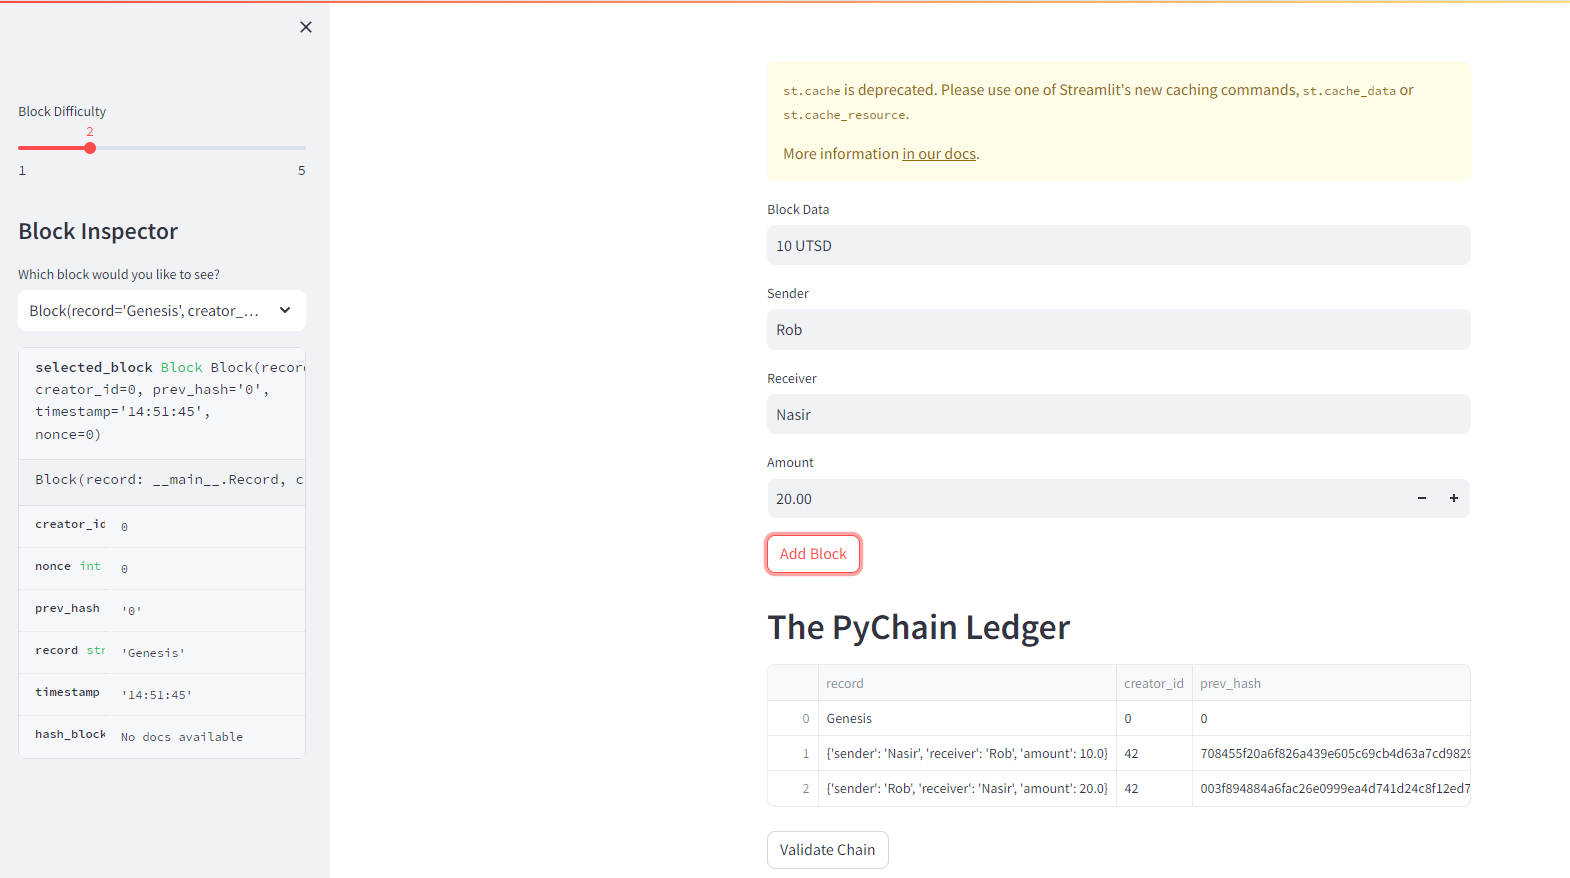 Block Difficulty
2
1 5
Block Inspector
Which block would you like to see?
Block(record='Genesis', creator_...
selected_block Block Block(recor
creator_id=0, prev_hash='0',
timestamp='14:51:45',
nonce=0)
Block(record: __main__.Record, c
creator_id 0
nonce int 0
prev_hash '0'
record str 'Genesis'
timestamp '14:51:45'
hash_block No docs available
st.cache is deprecated. Please use one of Streamlit's new caching commands, st.cache_data or
st.cache_resource.
More information in our docs.
Block Data
10 UTSD
Sender
Rob
Receiver
Nasir
Amount
20.00
Add Block
The PyChain Ledger
record creator_id prev_hash
0 Genesis 0 0
1 {'sender': 'Nasir', 'receiver': 'Rob', 'amount': 10.0} 42 708455f20a6f826a439e605c69cb4d63a7cd9829
2 {'sender': 'Rob', 'receiver': 'Nasir', 'amount': 20.0} 42 003f894884a6fac26e0999ea4d741d24c8f12ed7
Validate Chain